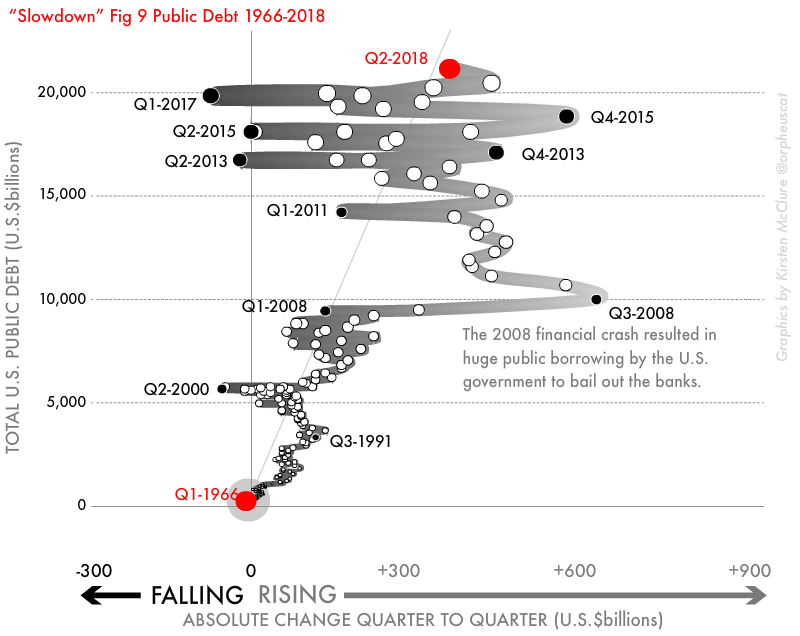 “Slowdown” Fig 9 Public Debt 1966-2018
Q2-2018
20,000
Q1-2017
Q4-2015
Q2-2015
Q4-2013
Q2-2013
15,000
Q1-2011
10,000
Q1-2008
Q3-2008
The 2008 financial crash resulted in
huge public borrowing by the U.S.
government to bail out the banks.
Q2-2000
5,000
Q3-1991
Q1-1966
0
TOTAL U.S. PUBLIC DEBT (U.S.$billions)
Graphics by Kirsten McClure @orpheuscat
-300 0 +300 +600 +900
FALLING RISING
ABSOLUTE CHANGE QUARTER TO QUARTER (U.S.$billions)